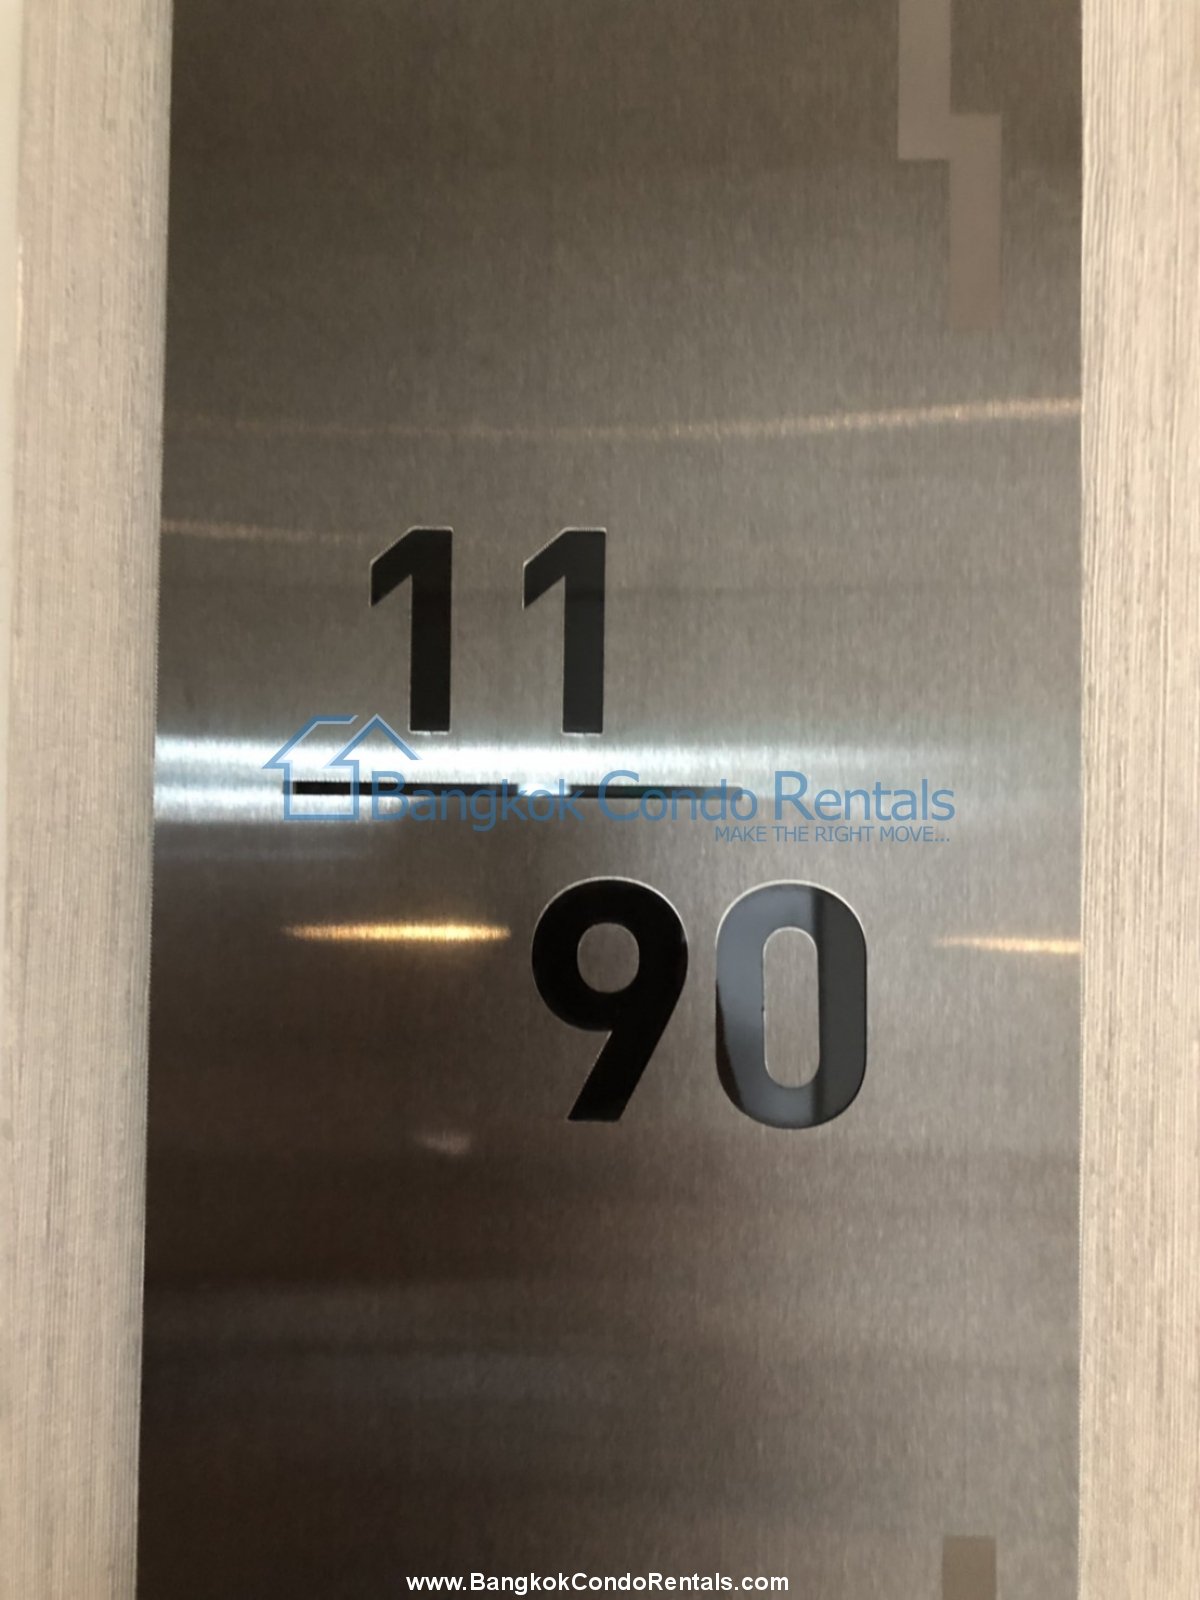 11
Bangkok Condo Rentals
MAKE THE RIGHT MOVE...
90
www.BangkokCondoRentals.com